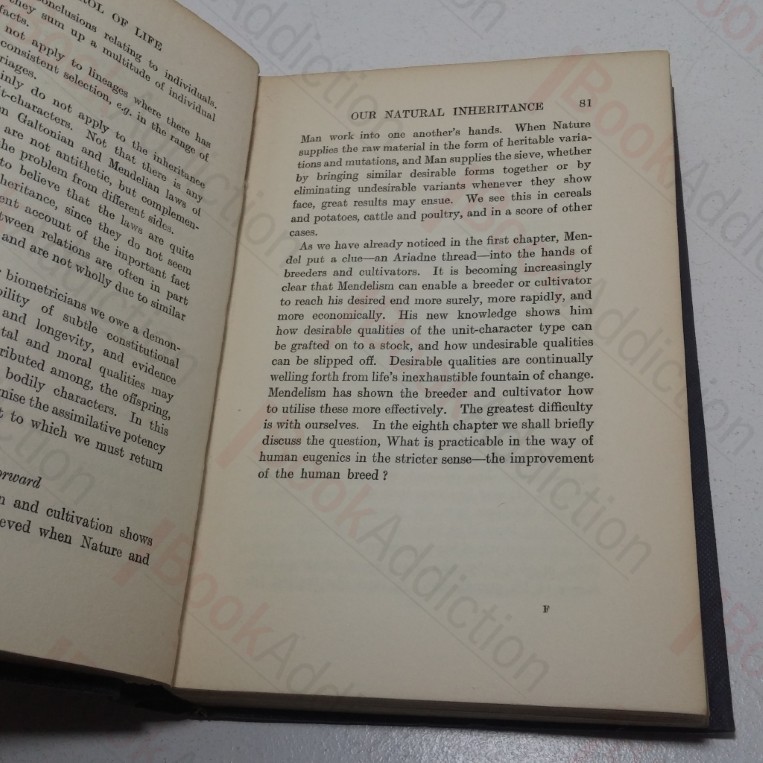 ROL OF LIFE
conclusions relating to individuals.
they sum up a multitude of individual
facts.
not apply to lineages where there has
consistent selection, e.g. in the range of
riages.
inly do not apply to the inheritance
it-characters. Not that there is any
n Galtonian and Mendelian laws of
are not antithetic, but complemen-
the problem from different sides.
to believe that the laws are quite
heritance, since they do not seem
ent account of the important fact
tween relations are often in part
and are not wholly due to similar
biometricians we owe a demon-
bility of subtle constitutional
and longevity, and evidence
tal and moral qualities may
tributed among, the offspring,
bodily characters. In this
nise the assimilative potency
t to which we must return
orward
n and cultivation shows
eved when Nature and
OUR NATURAL INHERITANCE 81
Man work into one another's hands. When Nature
supplies the raw material in the form of heritable varia-
tions and mutations, and Man supplies the sieve, whether
by bringing similar desirable forms together or by
eliminating undesirable variants whenever they show
face, great results may ensue. We see this in cereals
and potatoes, cattle and poultry, and in a score of other
cases.
As we have already noticed in the first chapter, Men-
del put a clue—an Ariadne thread—into the hands of
breeders and cultivators. It is becoming increasingly
clear that Mendelism can enable a breeder or cultivator
to reach his desired end more surely, more rapidly, and
more economically. His new knowledge shows him
how desirable qualities of the unit-character type can
be grafted on to a stock, and how undesirable qualities
can be slipped off. Desirable qualities are continually
welling forth from life's inexhaustible fountain of change.
Mendelism has shown the breeder and cultivator how
to utilise these more effectively. The greatest difficulty
is with ourselves. In the eighth chapter we shall briefly
discuss the question, What is practicable in the way of
human eugenics in the stricter sense—the improvement
of the human breed?
F
BookAddiction